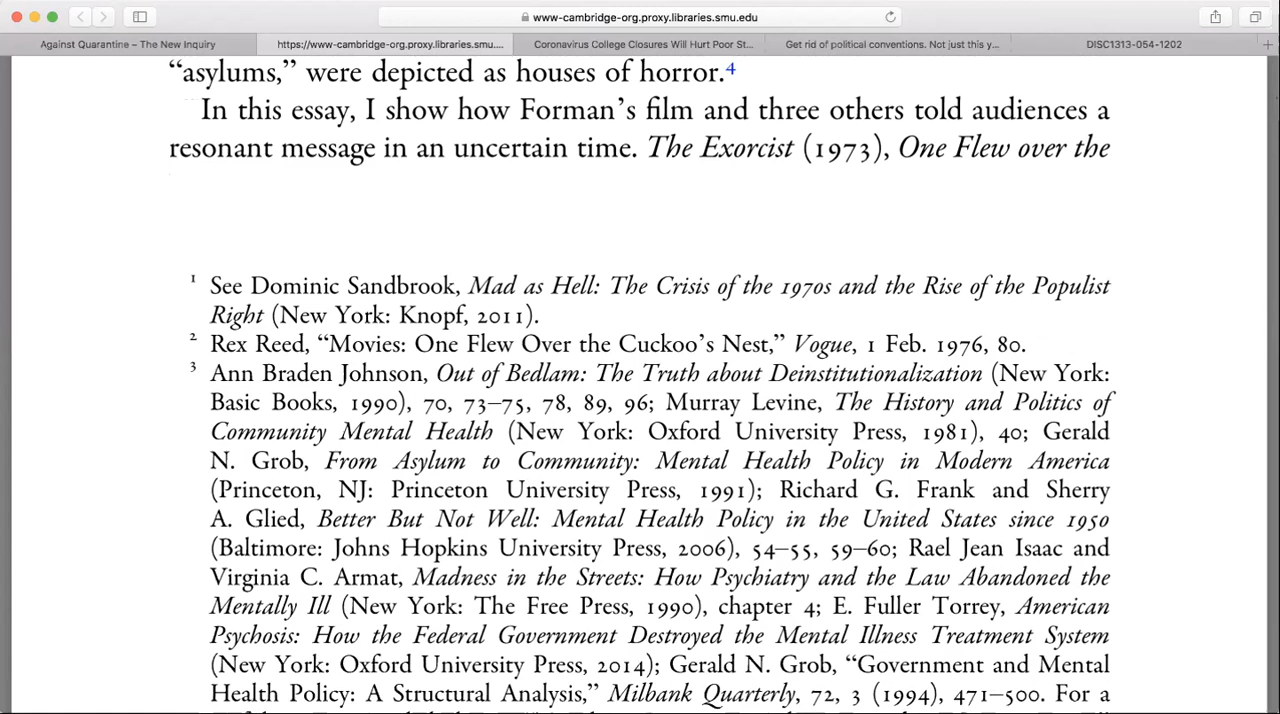 www-cambridge-org.proxy.libraries.smu.edu
Against Quarantine – The New Inquiry
https://www-cambridge-org.proxy.libraries.smu....
Coronavirus College Closures Will Hurt Poor St...
Get rid of political conventions. Not just this y...
DISC1313-054-1202
“asylums,” were depicted as houses of horror.4
In this essay, I show how Forman’s film and three others told audiences a
resonant message in an uncertain time. The Exorcist (1973), One Flew over the
1 See Dominic Sandbrook, Mad as Hell: The Crisis of the 1970s and the Rise of the Populist
Right (New York: Knopf, 2011).
2 Rex Reed, “Movies: One Flew Over the Cuckoo’s Nest,” Vogue, 1 Feb. 1976, 80.
3 Ann Braden Johnson, Out of Bedlam: The Truth about Deinstitutionalization (New York:
Basic Books, 1990), 70, 73–75, 78, 89, 96; Murray Levine, The History and Politics of
Community Mental Health (New York: Oxford University Press, 1981), 40; Gerald
N. Grob, From Asylum to Community: Mental Health Policy in Modern America
(Princeton, NJ: Princeton University Press, 1991); Richard G. Frank and Sherry
A. Glied, Better But Not Well: Mental Health Policy in the United States since 1950
(Baltimore: Johns Hopkins University Press, 2006), 54–55, 59–60; Rael Jean Isaac and
Virginia C. Armat, Madness in the Streets: How Psychiatry and the Law Abandoned the
Mentally Ill (New York: The Free Press, 1990), chapter 4; E. Fuller Torrey, American
Psychosis: How the Federal Government Destroyed the Mental Illness Treatment System
(New York: Oxford University Press, 2014); Gerald N. Grob, “Government and Mental
Health Policy: A Structural Analysis,” Milbank Quarterly, 72, 3 (1994), 471–500. For a